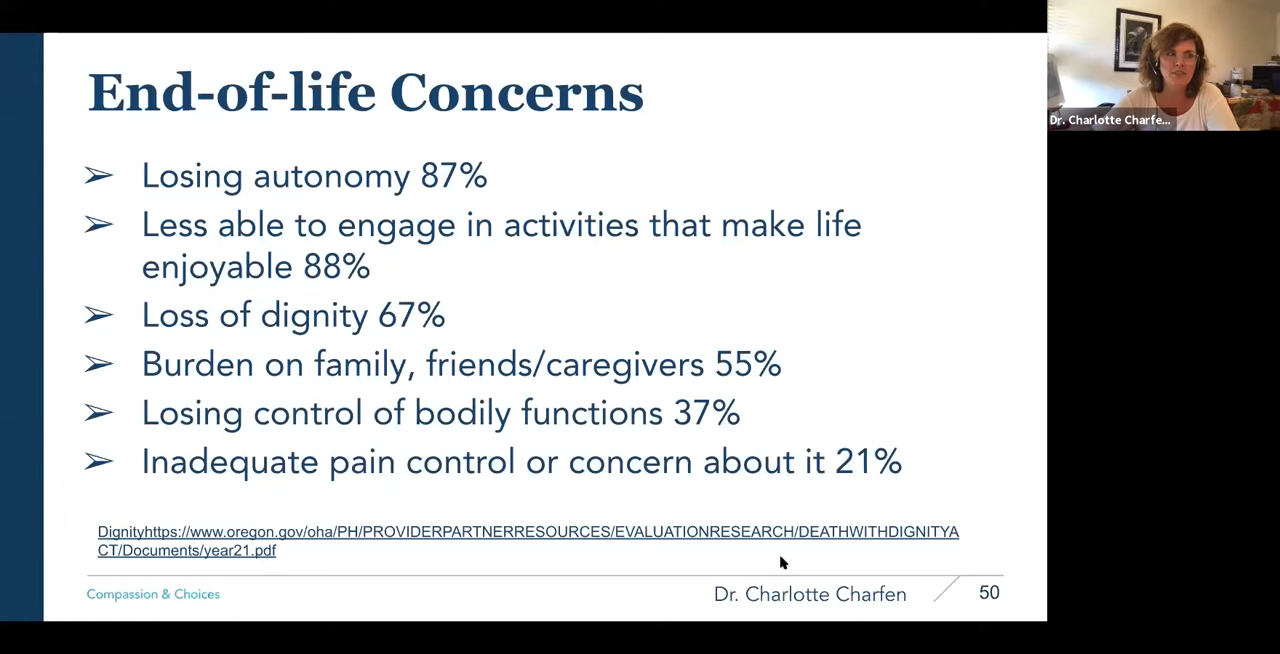 End-of-life Concerns
Dr. Charlotte Charfe...
➢ Losing autonomy 87%
➢ Less able to engage in activities that make life
enjoyable 88%
➢ Loss of dignity 67%
➢ Burden on family, friends/caregivers 55%
➢ Losing control of bodily functions 37%
➢ Inadequate pain control or concern about it 21%
Dignityhttps://www.oregon.gov/oha/PH/PROVIDERPARTNERRESOURCES/EVALUATIONRESEARCH/DEATHWITHDIGNITYA
CT/Documents/year21.pdf
Compassion & Choices
Dr. Charlotte Charfen
50